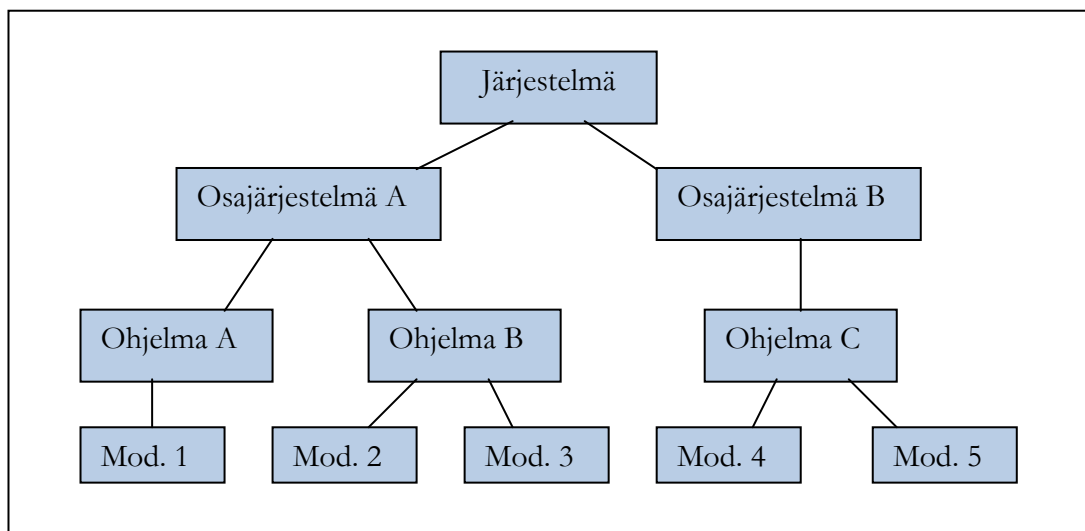 Järjestelmä
Osajärjestelmä A
Osajärjestelmä B
Ohjelma A
Ohjelma B
Ohjelma C
Mod. 1
Mod. 2
Mod. 3
Mod. 4
Mod. 5